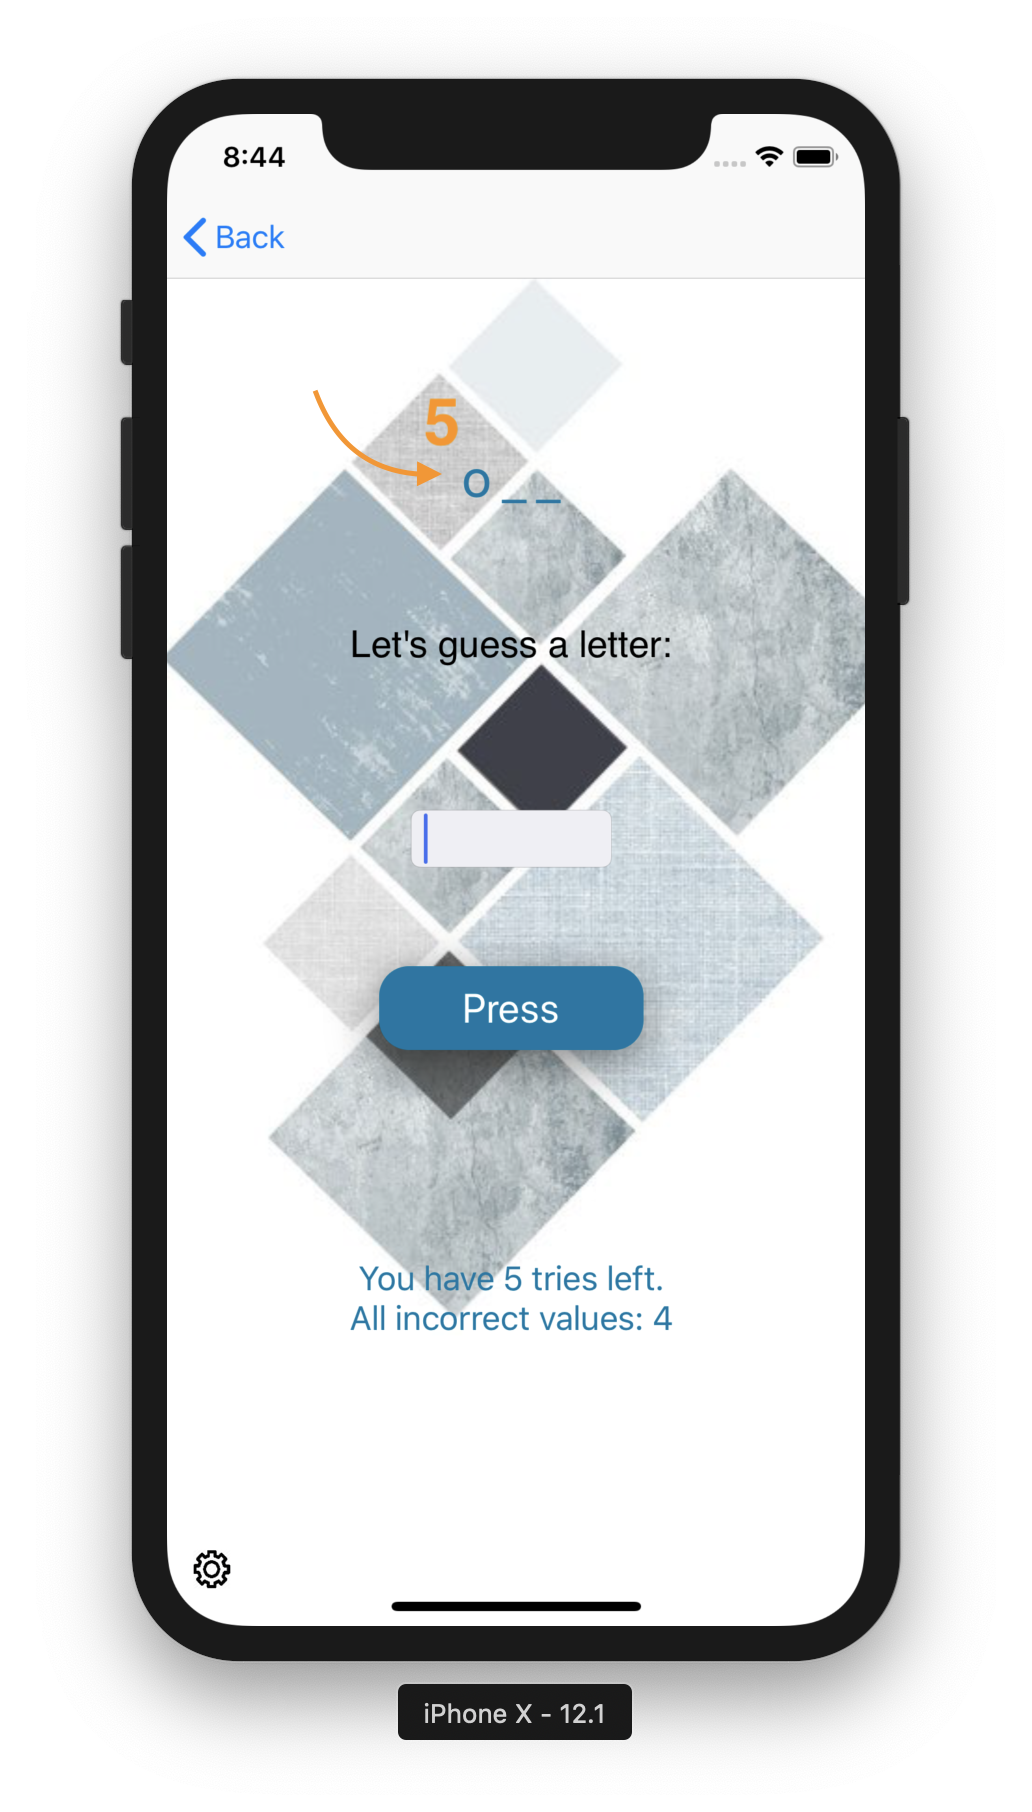 8:44
Back
5
o _ _
Let's guess a letter:
Press
You have 5 tries left.
All incorrect values: 4
iPhone X - 12.1